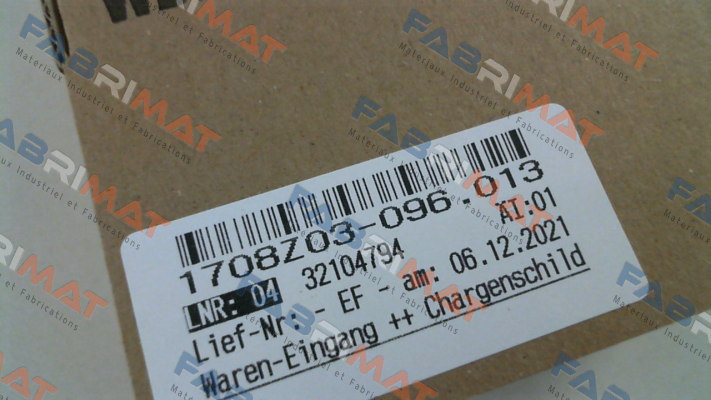 1708Z03-096.013
LNR: 04 32104794 ÄI:01
Lief-Nr.: - EF - am: 06.12.2021
Waren-Eingang ++ Chargenschild
FABRIMAT
Materiaux Industriel et Fabrications